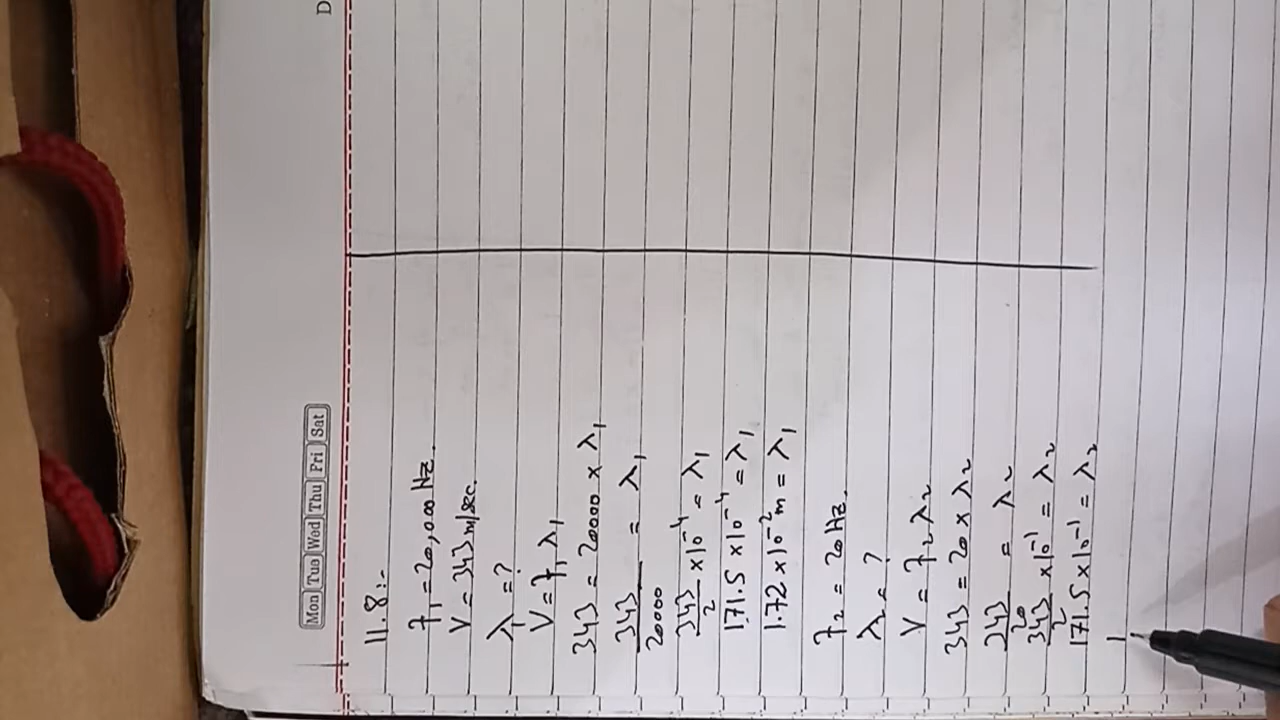 Mon Tue Wed Thu Fri Sat
D
11.8:-
f₁ = 20,000 Hz.
V = 343 m/sec.
λ₁ = ?
V = f₁ λ₁
343 = 20000 × λ₁
343/20000 = λ₁
343/2 × 10⁻⁴ = λ₁
171.5 × 10⁻⁴ = λ₁
1.72 × 10⁻² m = λ₁
f₂ = 20 Hz.
λ₂ = ?
V = f₂ λ₂
343 = 20 × λ₂
343/20 = λ₂
343/2 × 10⁻¹ = λ₂
171.5 × 10⁻¹ = λ₂
1